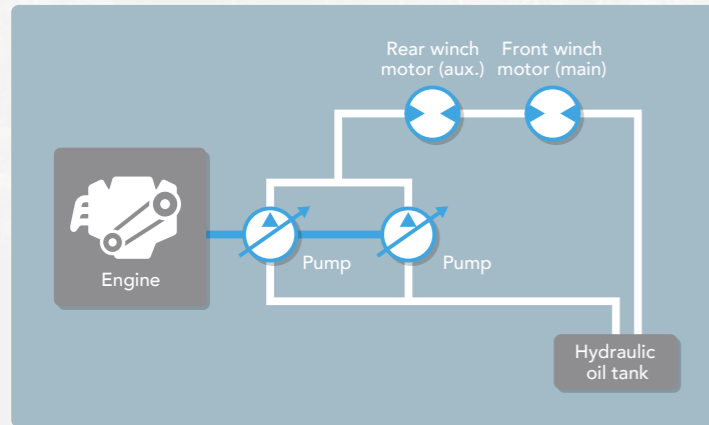 Rear winch
motor (aux.)
Front winch
motor (main)
Engine
Pump
Pump
Hydraulic
oil tank